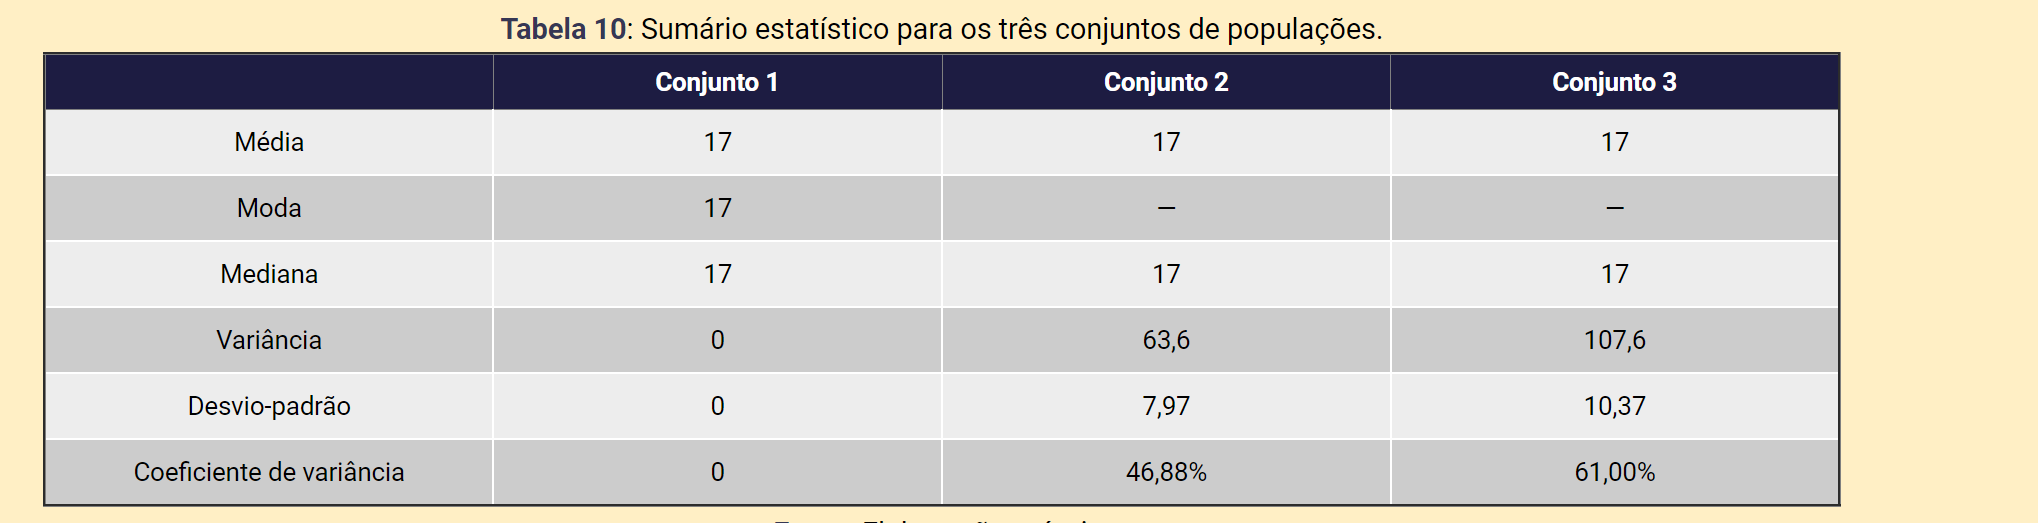 Tabela 10: Sumário estatístico para os três conjuntos de populações.
Conjunto 1 Conjunto 2 Conjunto 3
Média 17 17 17
Moda 17 — —
Mediana 17 17 17
Variância 0 63,6 107,6
Desvio-padrão 0 7,97 10,37
Coeficiente de variância 0 46,88% 61,00%